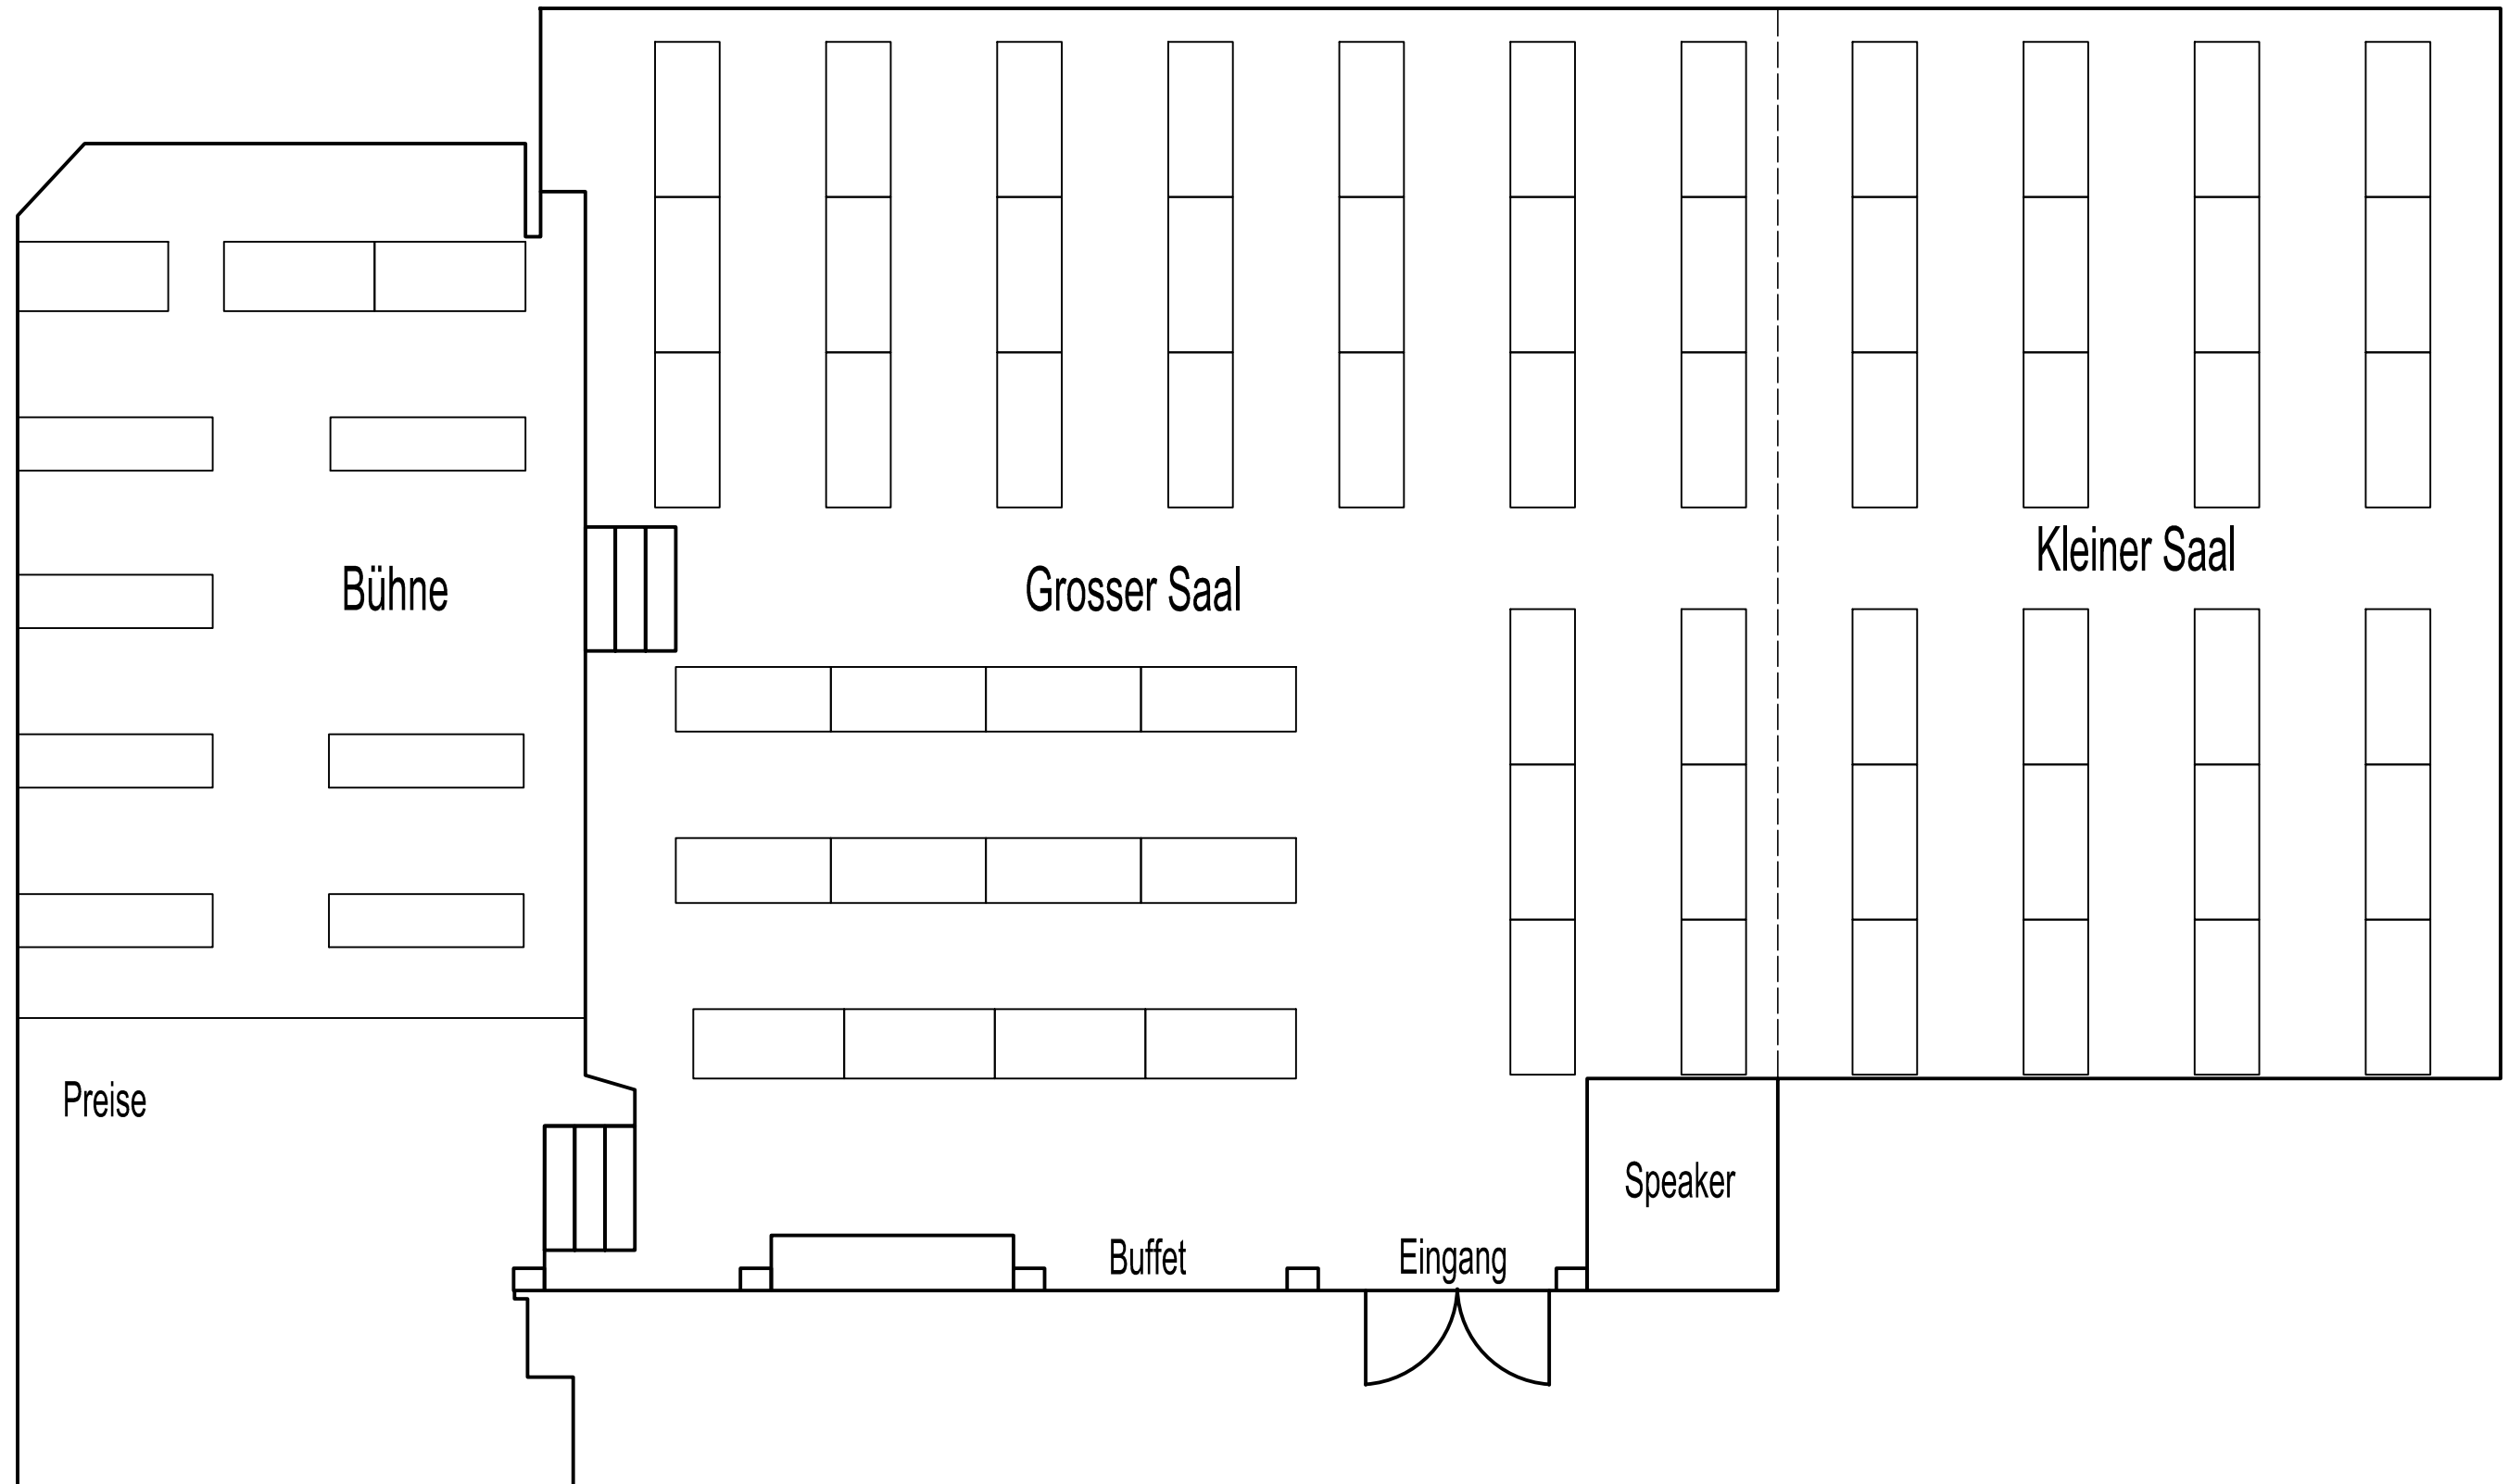 Kleiner Saal
Bühne
Grosser Saal
Preise
Speaker
Buffet
Eingang